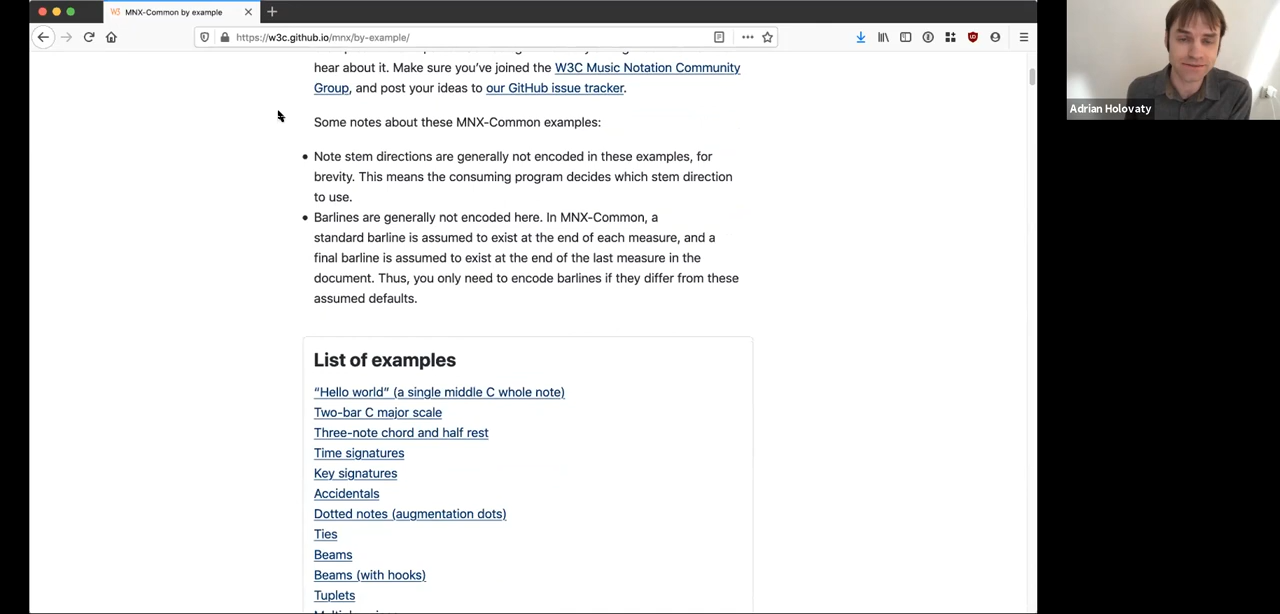 MNX-Common by example
https://w3c.github.io/mnx/by-example/
hear about it. Make sure you've joined the W3C Music Notation Community
Group, and post your ideas to our GitHub issue tracker.
Some notes about these MNX-Common examples:
• Note stem directions are generally not encoded in these examples, for
brevity. This means the consuming program decides which stem direction
to use.
• Barlines are generally not encoded here. In MNX-Common, a
standard barline is assumed to exist at the end of each measure, and a
final barline is assumed to exist at the end of the last measure in the
document. Thus, you only need to encode barlines if they differ from these
assumed defaults.
List of examples
“Hello world” (a single middle C whole note)
Two-bar C major scale
Three-note chord and half rest
Time signatures
Key signatures
Accidentals
Dotted notes (augmentation dots)
Ties
Beams
Beams (with hooks)
Tuplets
Adrian Holovaty